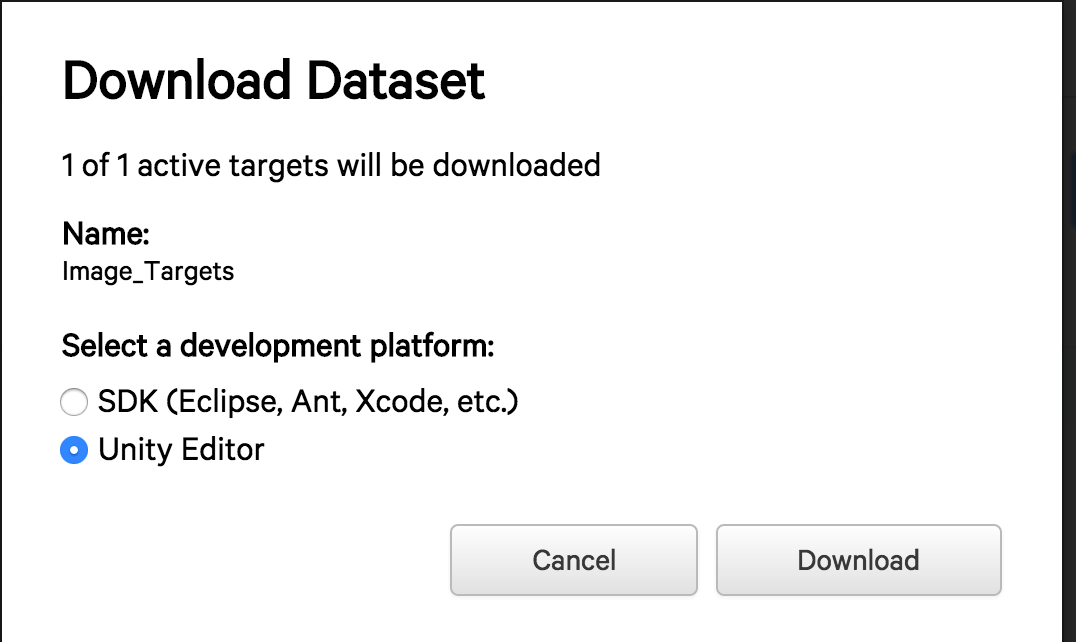 Download Dataset
1 of 1 active targets will be downloaded
Name:
Image_Targets
Select a development platform:
SDK (Eclipse, Ant, Xcode, etc.)
Unity Editor
Cancel
Download